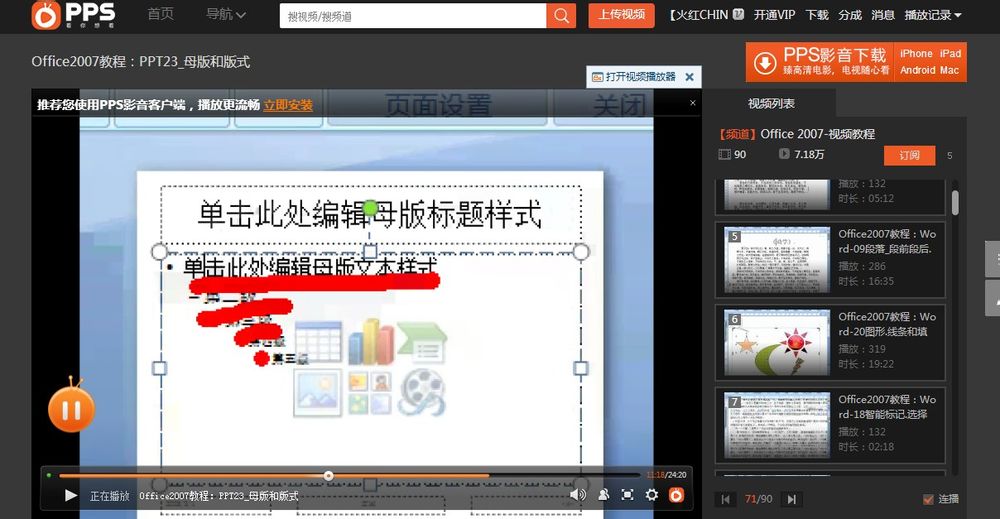 PPS
看你想看
首页
导航
搜视频/搜频道
上传视频
【火红CHIN
开通VIP
下载
分成
消息
播放记录
Office2007教程：PPT23_母版和版式
打开视频播放器
PPS影音下载
臻高清电影，电视随心看
iPhone iPad
Android Mac
推荐您使用PPS影音客户端，播放更流畅 立即安装
页面设置
关闭
单击此处编辑母版标题样式
单击此处编辑母版文本样式
视频列表
【频道】Office 2007-视频教程
90
7.18万
订阅
5
播放：132
时长：05:12
5
Office2007教程：Wo
rd-09段落_段前段后.
播放：286
时长：16:35
6
Office2007教程：Wo
rd-20图形.线条和填
播放：319
时长：19:22
7
Office2007教程：Wo
rd-18智能标记.选择
播放：132
时长：02:18
11:18/24:20
正在播放
Office2007教程：PPT23_母版和版式
71/90
连播